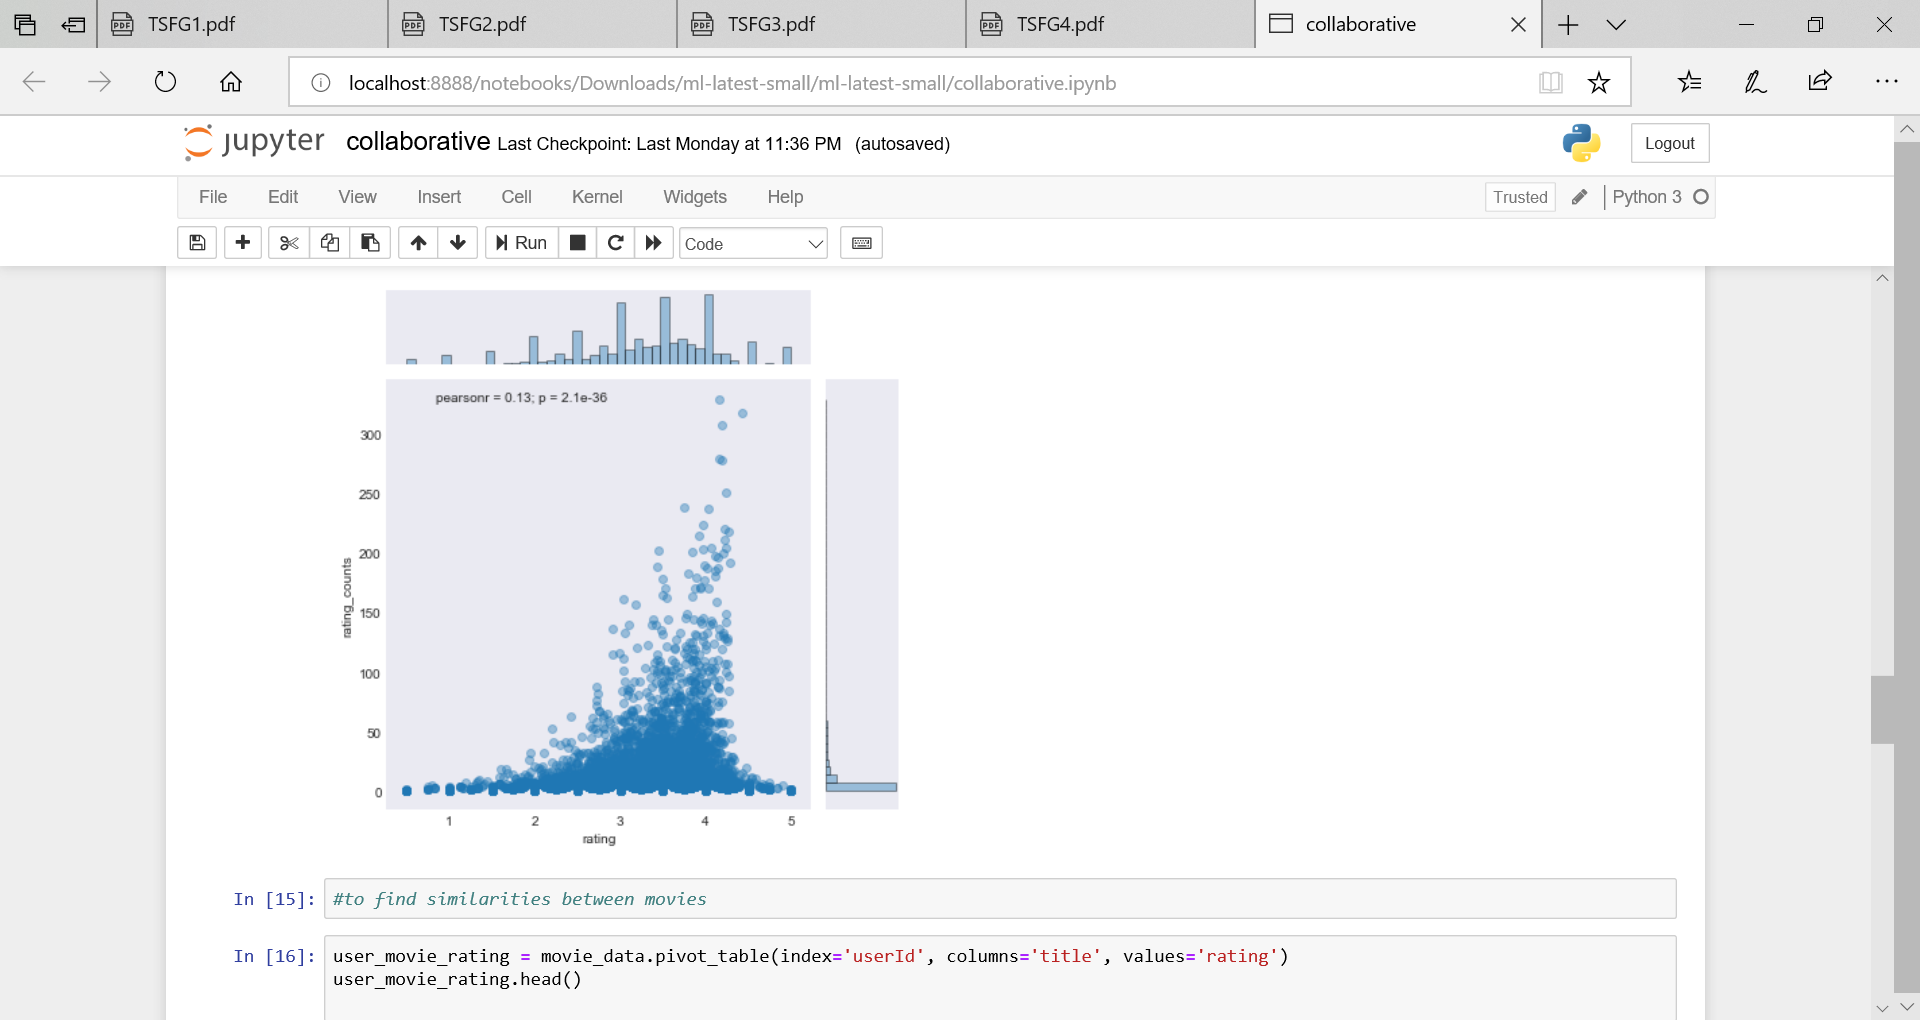 TSFG1.pdf
TSFG2.pdf
TSFG3.pdf
TSFG4.pdf
collaborative
localhost:8888/notebooks/Downloads/ml-latest-small/ml-latest-small/collaborative.ipynb
jupyter collaborative Last Checkpoint: Last Monday at 11:36 PM (autosaved)
Logout
File Edit View Insert Cell Kernel Widgets Help
Trusted
Python 3
Run
Code
pearsonr = 0.13; p = 2.1e-36
300
250
200
150
100
50
0
rating_counts
1 2 3 4 5
rating
In [15]: #to find similarities between movies
In [16]: user_movie_rating = movie_data.pivot_table(index='userId', columns='title', values='rating')
user_movie_rating.head()